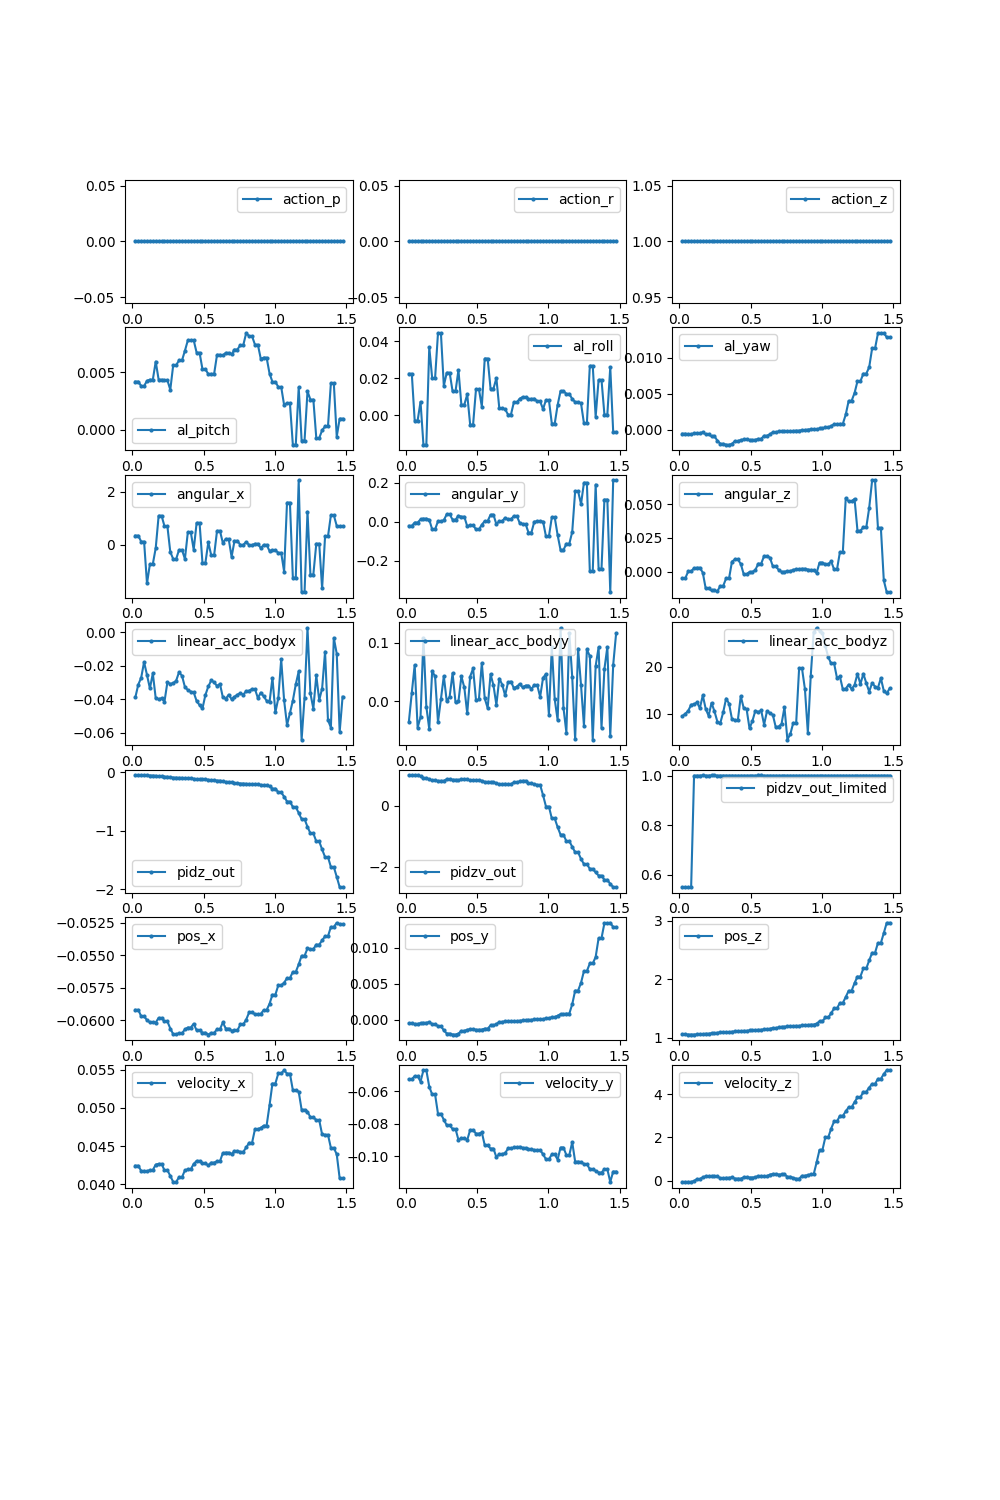 0.05 0.05 1.05
action_p action_r action_z
0.00 0.00 1.00
−0.05 −0.05 0.95
0.0 0.5 1.0 1.5 0.0 0.5 1.0 1.5 0.0 0.5 1.0 1.5
0.04 al_roll al_yaw
0.010
0.005 0.02 0.005
al_pitch 0.00 0.000
0.000
0.0 0.5 1.0 1.5 0.0 0.5 1.0 1.5 0.0 0.5 1.0 1.5
angular_x angular_y angular_z
2 0.2 0.050
0 0.0 0.025
−0.2 0.000
0.0 0.5 1.0 1.5 0.0 0.5 1.0 1.5 0.0 0.5 1.0 1.5
0.00 linear_acc_bodyx 0.1 linear_acc_bodyy linear_acc_bodyz
−0.02 20
−0.04 0.0 10
−0.06
0.0 0.5 1.0 1.5 0.0 0.5 1.0 1.5 0.0 0.5 1.0 1.5
0 1.0
pidzv_out_limited
−1 0 0.8
pidz_out −2 pidzv_out 0.6
−2
0.0 0.5 1.0 1.5 0.0 0.5 1.0 1.5 0.0 0.5 1.0 1.5
−0.0525 pos_x pos_y 3 pos_z
−0.0550 0.010
−0.0575 0.005 2
−0.0600 0.000 1
0.0 0.5 1.0 1.5 0.0 0.5 1.0 1.5 0.0 0.5 1.0 1.5
0.055 velocity_x −0.06 velocity_y velocity_z
0.050 4
0.045 −0.08 2
0.040 −0.10 0
0.0 0.5 1.0 1.5 0.0 0.5 1.0 1.5 0.0 0.5 1.0 1.5